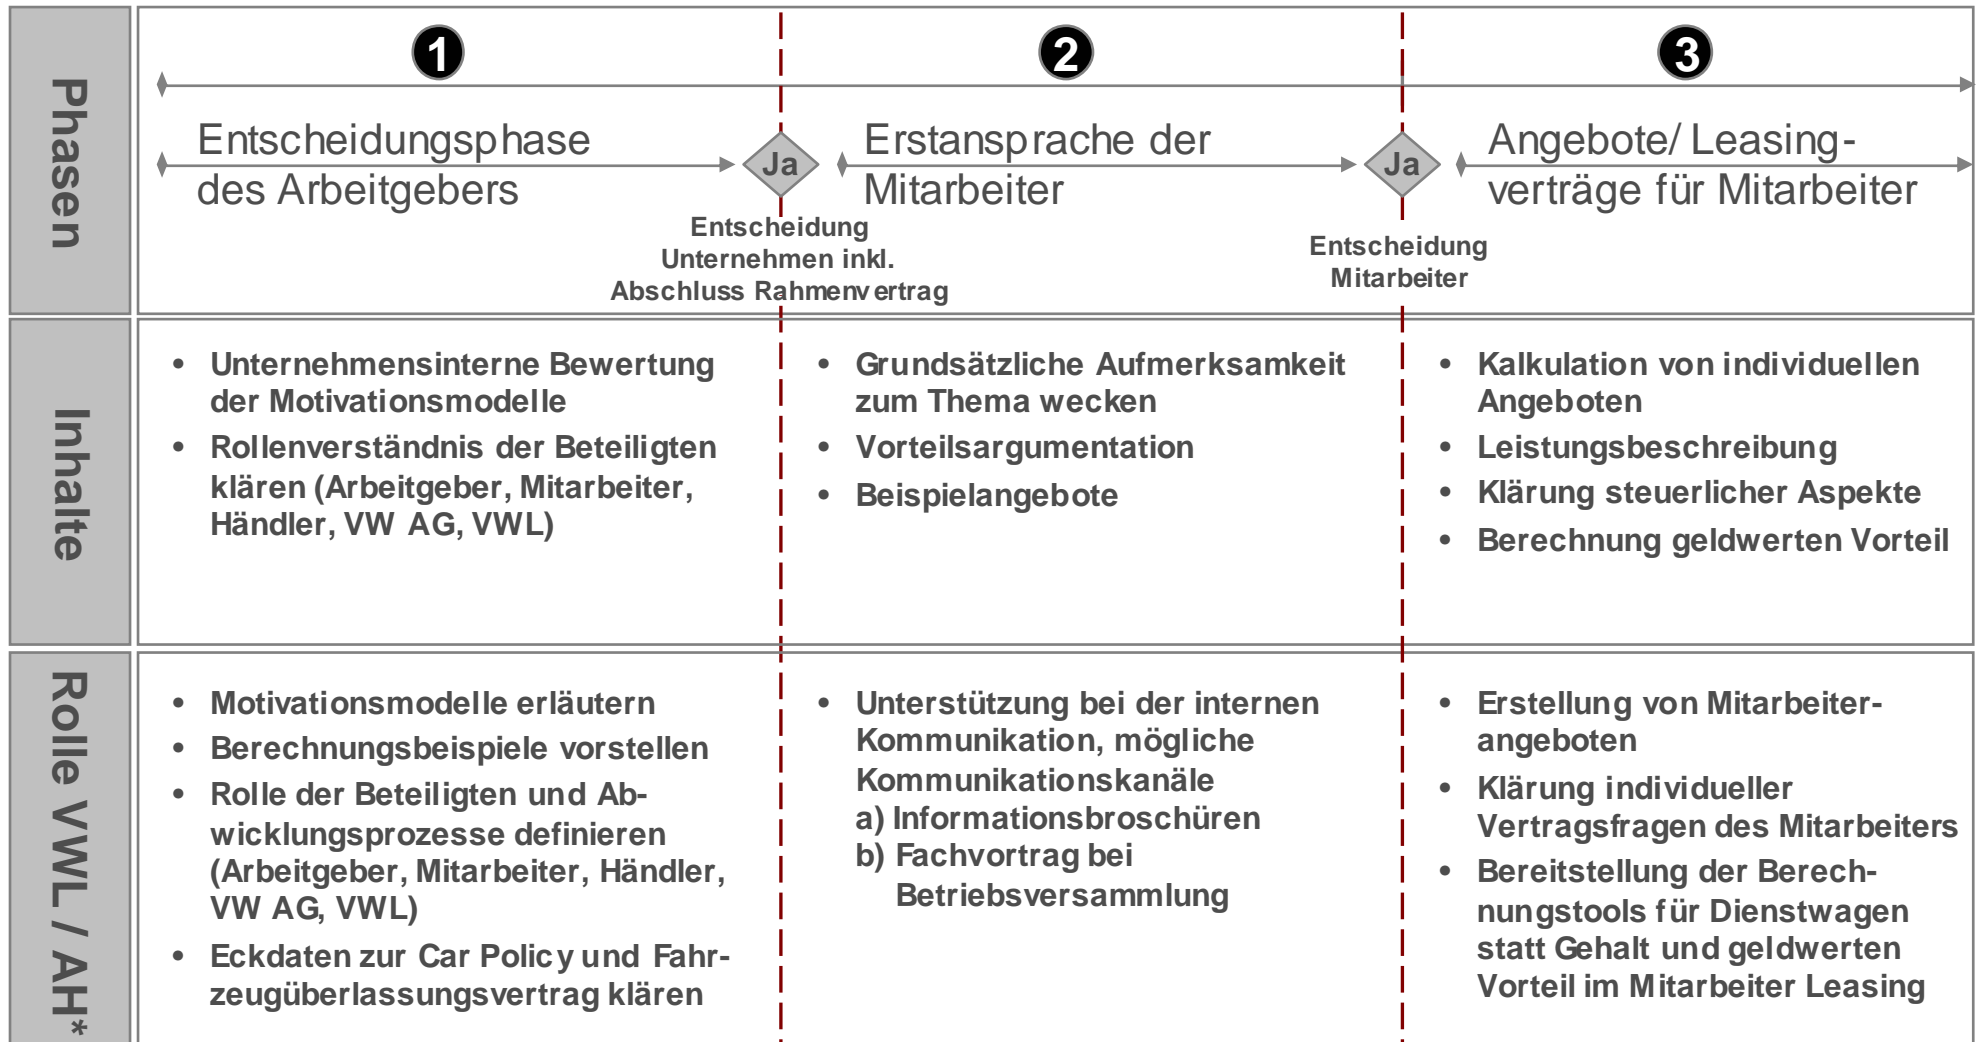 Phasen
1
2
3
Entscheidungsphase
des Arbeitgebers
Ja
Entscheidung
Unternehmen inkl.
Abschluss Rahmenvertrag
Erstansprache der
Mitarbeiter
Ja
Entscheidung
Mitarbeiter
Angebote/ Leasing-
verträge für Mitarbeiter
Inhalte
• Unternehmensinterne Bewertung
der Motivationsmodelle
• Rollenverständnis der Beteiligten
klären (Arbeitgeber, Mitarbeiter,
Händler, VW AG, VWL)
• Grundsätzliche Aufmerksamkeit
zum Thema wecken
• Vorteilsargumentation
• Beispielangebote
• Kalkulation von individuellen
Angeboten
• Leistungsbeschreibung
• Klärung steuerlicher Aspekte
• Berechnung geldwerten Vorteil
Rolle VWL / AH*
• Motivationsmodelle erläutern
• Berechnungsbeispiele vorstellen
• Rolle der Beteiligten und Ab-
wicklungsprozesse definieren
(Arbeitgeber, Mitarbeiter, Händler,
VW AG, VWL)
• Eckdaten zur Car Policy und Fahr-
zeugüberlassungsvertrag klären
• Unterstützung bei der internen
Kommunikation, mögliche
Kommunikationskanäle
a) Informationsbroschüren
b) Fachvortrag bei
Betriebsversammlung
• Erstellung von Mitarbeiter-
angeboten
• Klärung individueller
Vertragsfragen des Mitarbeiters
• Bereitstellung der Berech-
nungstools für Dienstwagen
statt Gehalt und geldwerten
Vorteil im Mitarbeiter Leasing